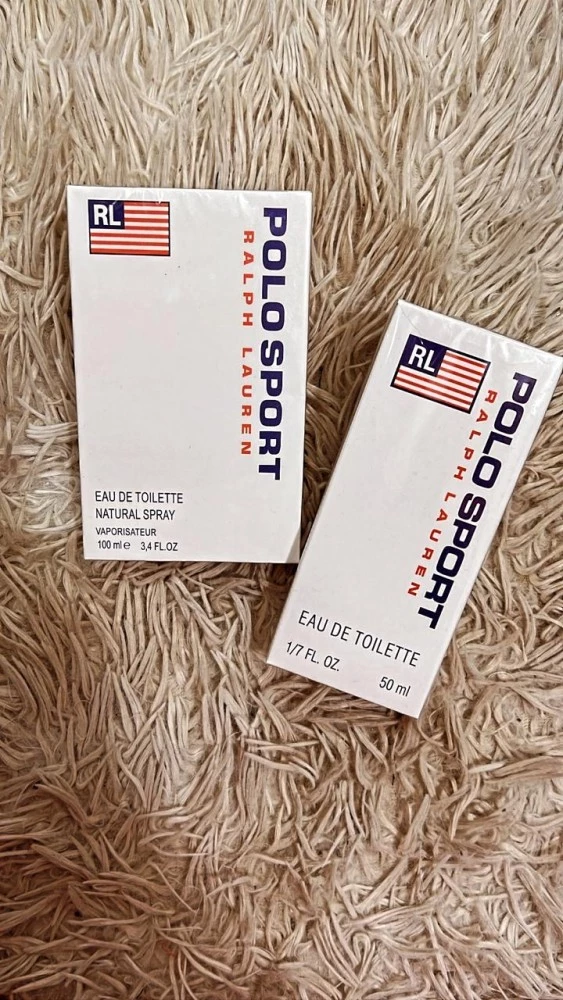 RL
POLO SPORT
RALPH LAUREN
EAU DE TOILETTE
NATURAL SPRAY
VAPORISATEUR
100 ml e 3,4 FL.OZ
RL
POLO SPORT
RALPH LAUREN
EAU DE TOILETTE
1/7 FL. OZ.
50 ml